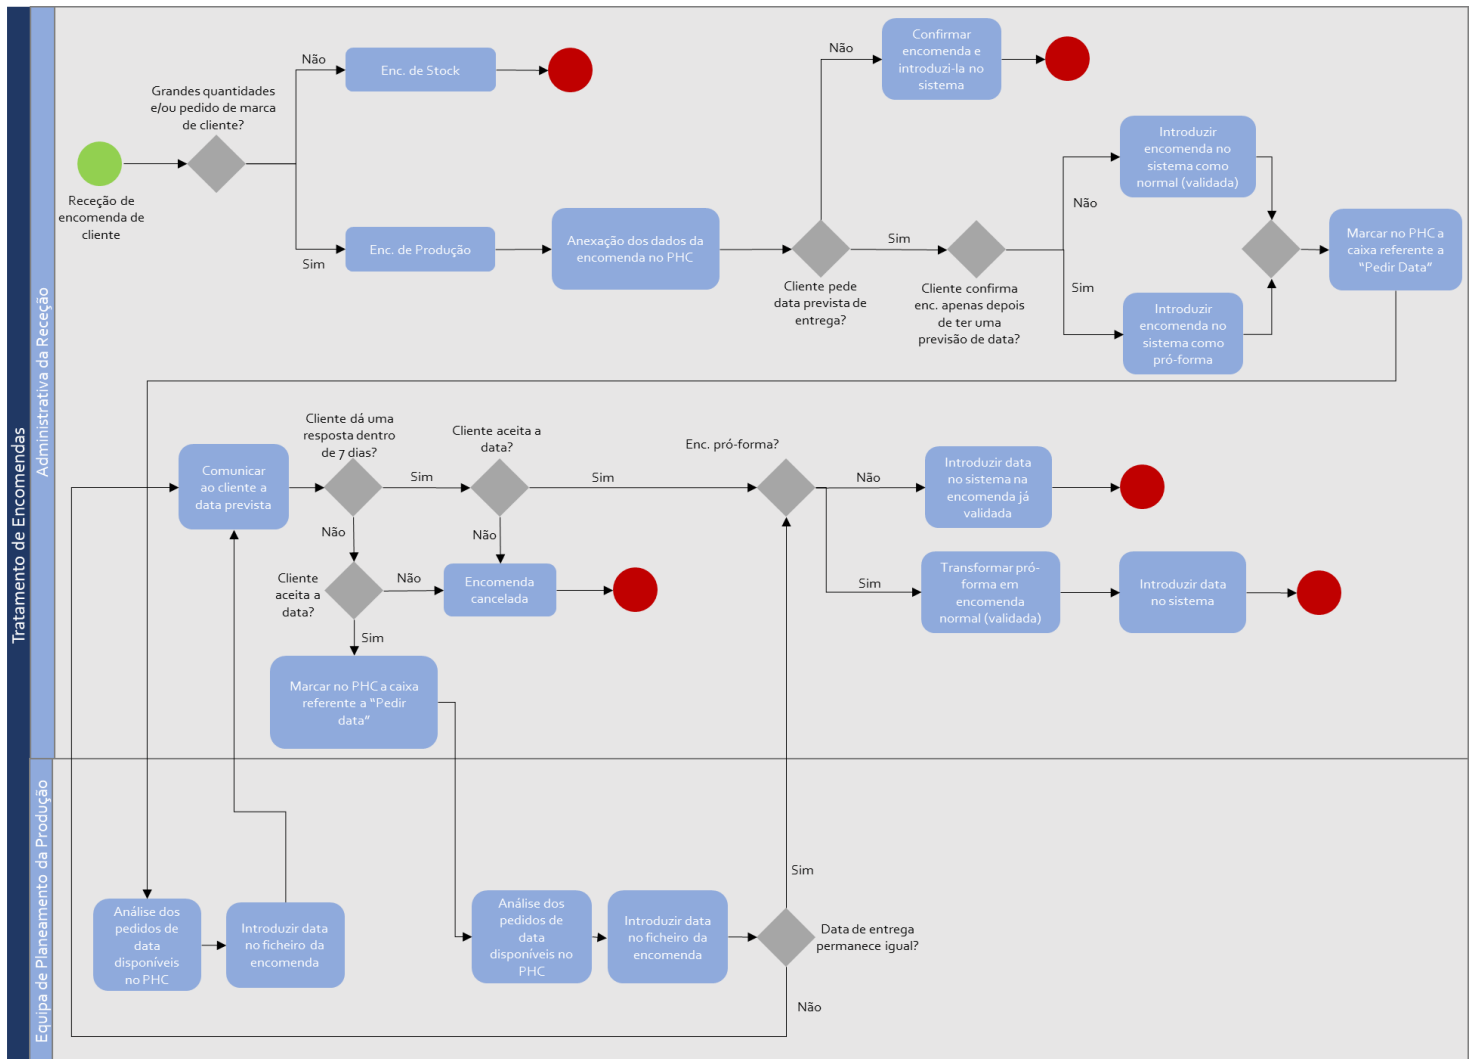 Tratamento de Encomendas
Administrativa da Receção
Grandes quantidades
e/ou pedido de marca
de cliente?
Receção de
encomenda de
cliente
Não
Enc. de Stock
Sim
Enc. de Produção
Anexação dos dados da
encomenda no PHC
Cliente pede
data prevista de
entrega?
Não
Confirmar
encomenda e
introduzi-la no
sistema
Sim
Cliente confirma
enc. apenas depois
de ter uma
previsão de data?
Não
Introduzir
encomenda no
sistema como
normal (validada)
Sim
Introduzir
encomenda no
sistema como
pró-forma
Marcar no PHC a
caixa referente a
“Pedir Data”
Comunicar
ao cliente a
data prevista
Cliente dá uma
resposta dentro
de 7 dias?
Sim
Cliente aceita a
data?
Sim
Não
Não
Cliente
aceita a
data?
Não
Encomenda
cancelada
Sim
Marcar no PHC a caixa
referente a “Pedir
data”
Enc. pró-forma?
Não
Introduzir data
no sistema na
encomenda já
validada
Sim
Transformar pró-
forma em
encomenda
normal (validada)
Introduzir data
no sistema
Equipa de Planeamento da Produção
Análise dos
pedidos de
data
disponíveis
no PHC
Introduzir data
no ficheiro da
encomenda
Análise dos
pedidos de
data
disponíveis no
PHC
Introduzir data
no ficheiro da
encomenda
Sim
Data de entrega
permanece igual?
Não